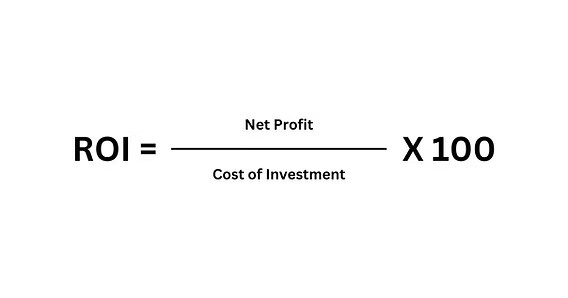 Net Profit
ROI = X 100
Cost of Investment